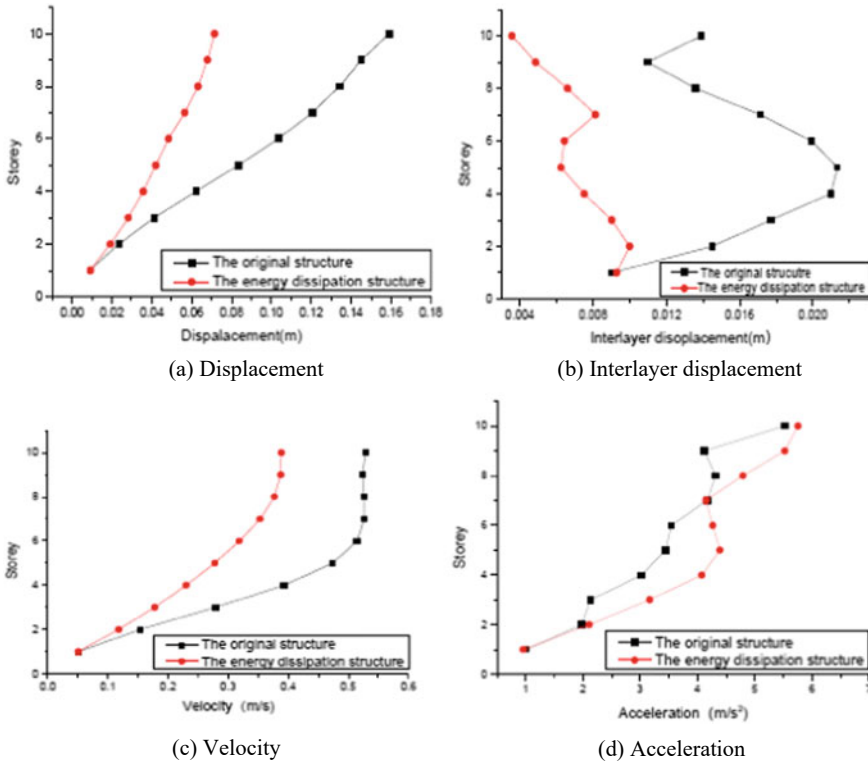 10
8
6
4
2
0
Storey
The original structure
The energy dissipation structure
0.00 0.02 0.04 0.06 0.08 0.10 0.12 0.14 0.16 0.18
Dispalacement(m)
(a) Displacement
10
8
6
4
2
0
Storey
The original strucutre
The energy dissipation structure
0.004 0.008 0.012 0.016 0.020
Interlayer disoplacement(m)
(b) Interlayer displacement
10
8
6
4
2
0
Storey
The original structure
The energy dissipation structure
0.0 0.1 0.2 0.3 0.4 0.5 0.6
Velocity (m/s)
(c) Velocity
10
8
6
4
2
0
Storey
The original structure
The energy dissipation structure
1 2 3 4 5 6 7
Acceleration (m/s²)
(d) Acceleration